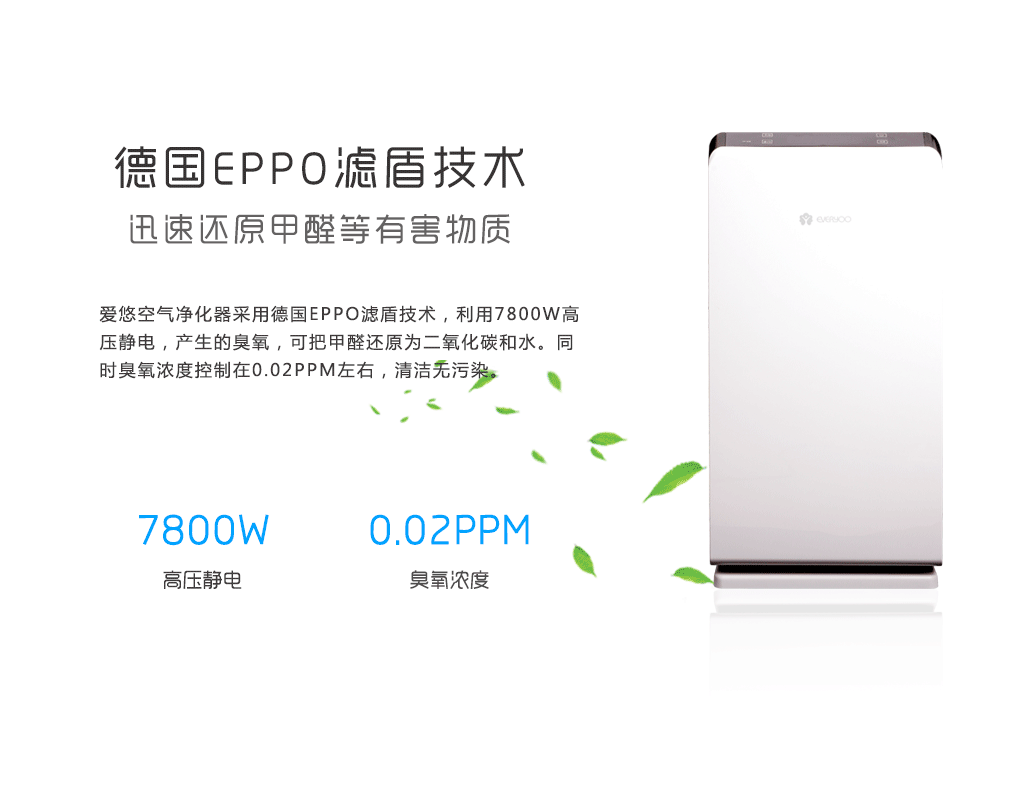 德国EPPO滤盾技术
迅速还原甲醛等有害物质
爱悠空气净化器采用德国EPPO滤盾技术，利用7800W高
压静电，产生的臭氧，可把甲醛还原为二氧化碳和水。同
时臭氧浓度控制在0.02PPM左右，清洁无污染。
7800W
0.02PPM
高压静电
臭氧浓度